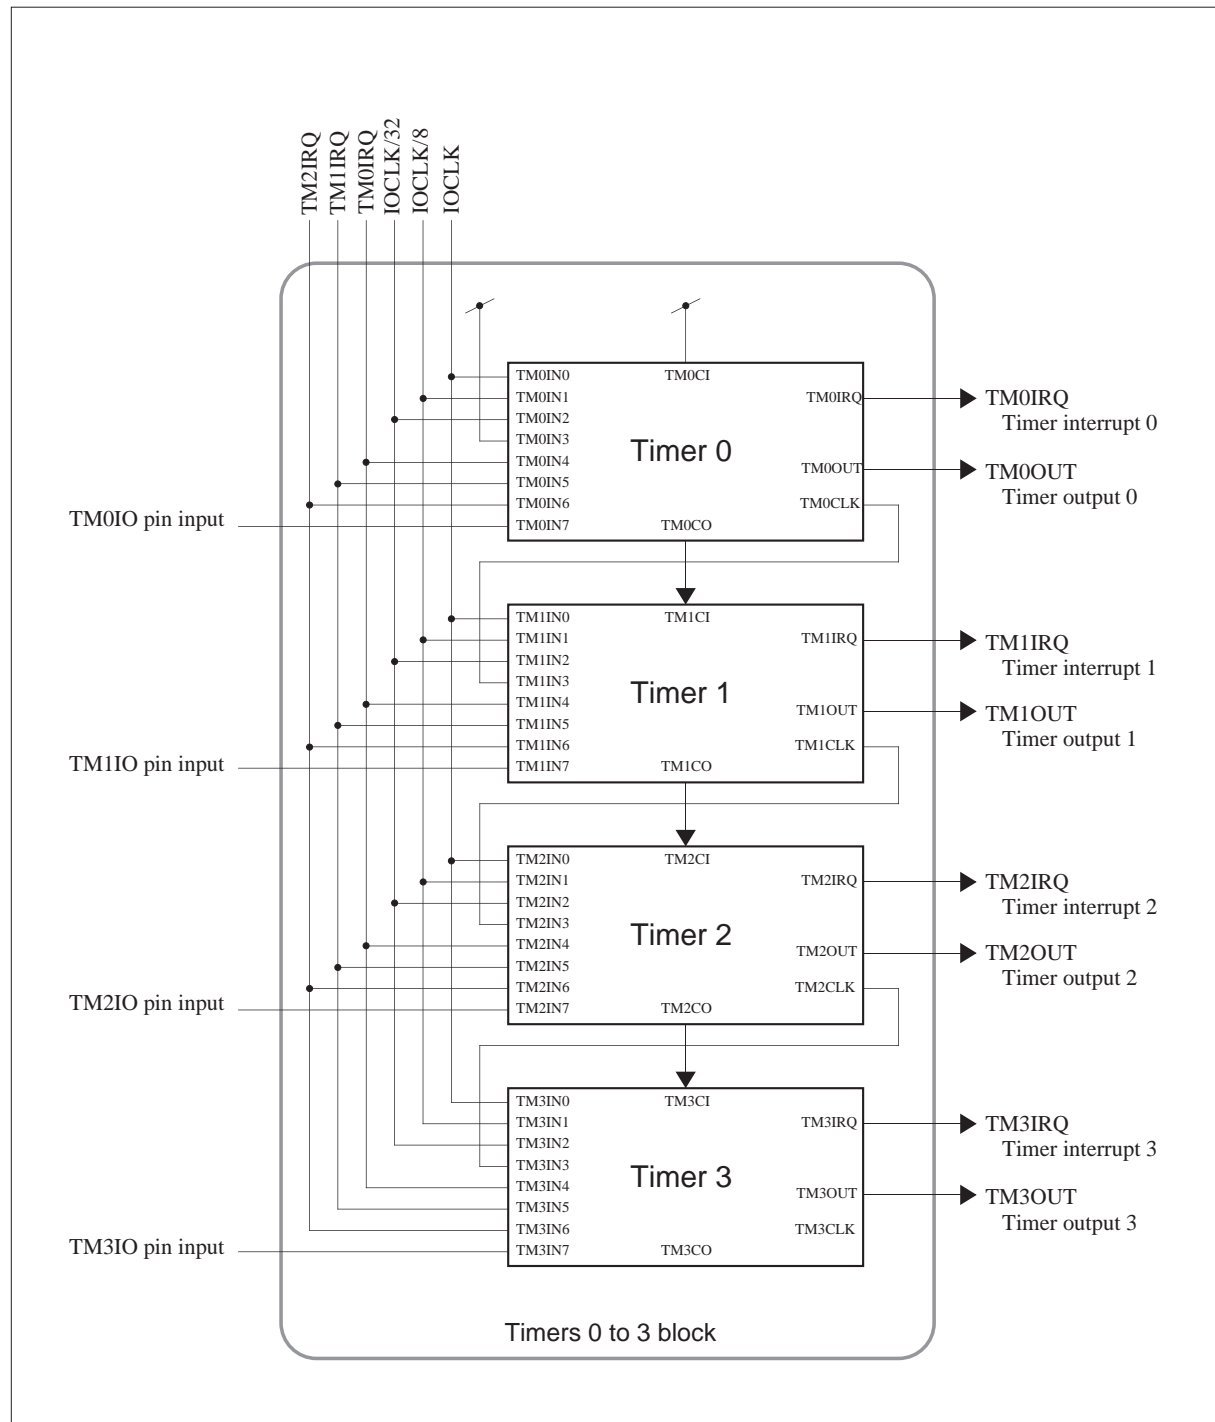 TM2IRQ
TM1IRQ
TM0IRQ
IOCLK/32
IOCLK/8
IOCLK
TM0IN0
TM0IN1
TM0IN2
TM0IN3
TM0IN4
TM0IN5
TM0IN6
TM0IN7
TM0CI
Timer 0
TM0CO
TM0IRQ
TM0OUT
TM0CLK
TM0IO pin input
TM0IRQ
Timer interrupt 0
TM0OUT
Timer output 0
TM1IN0
TM1IN1
TM1IN2
TM1IN3
TM1IN4
TM1IN5
TM1IN6
TM1IN7
TM1CI
Timer 1
TM1CO
TM1IRQ
TM1OUT
TM1CLK
TM1IO pin input
TM1IRQ
Timer interrupt 1
TM1OUT
Timer output 1
TM2IN0
TM2IN1
TM2IN2
TM2IN3
TM2IN4
TM2IN5
TM2IN6
TM2IN7
TM2CI
Timer 2
TM2CO
TM2IRQ
TM2OUT
TM2CLK
TM2IO pin input
TM2IRQ
Timer interrupt 2
TM2OUT
Timer output 2
TM3IN0
TM3IN1
TM3IN2
TM3IN3
TM3IN4
TM3IN5
TM3IN6
TM3IN7
TM3CI
Timer 3
TM3CO
TM3IRQ
TM3OUT
TM3CLK
TM3IO pin input
TM3IRQ
Timer interrupt 3
TM3OUT
Timer output 3
Timers 0 to 3 block